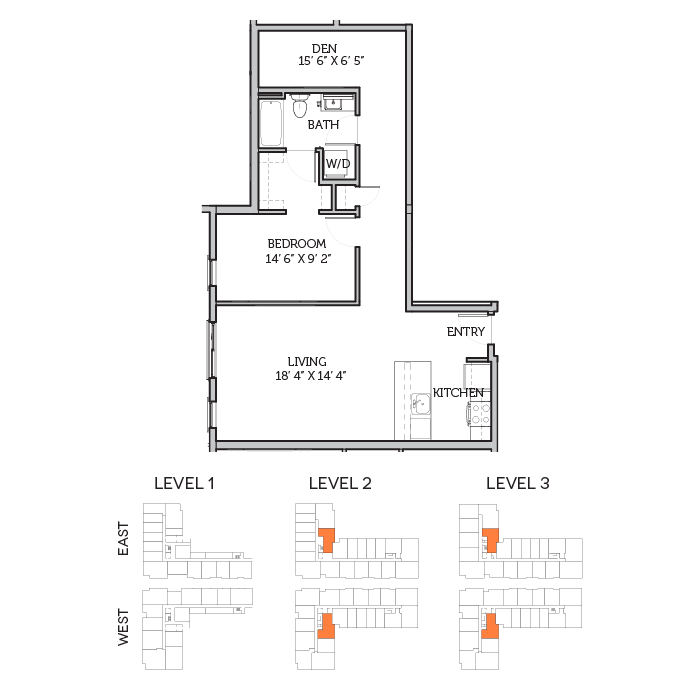 DEN
15' 6" X 6' 5"
BATH
W/D
BEDROOM
14' 6" X 9' 2"
ENTRY
LIVING
18' 4" X 14' 4"
KITCHEN
LEVEL 1
LEVEL 2
LEVEL 3
EAST
WEST